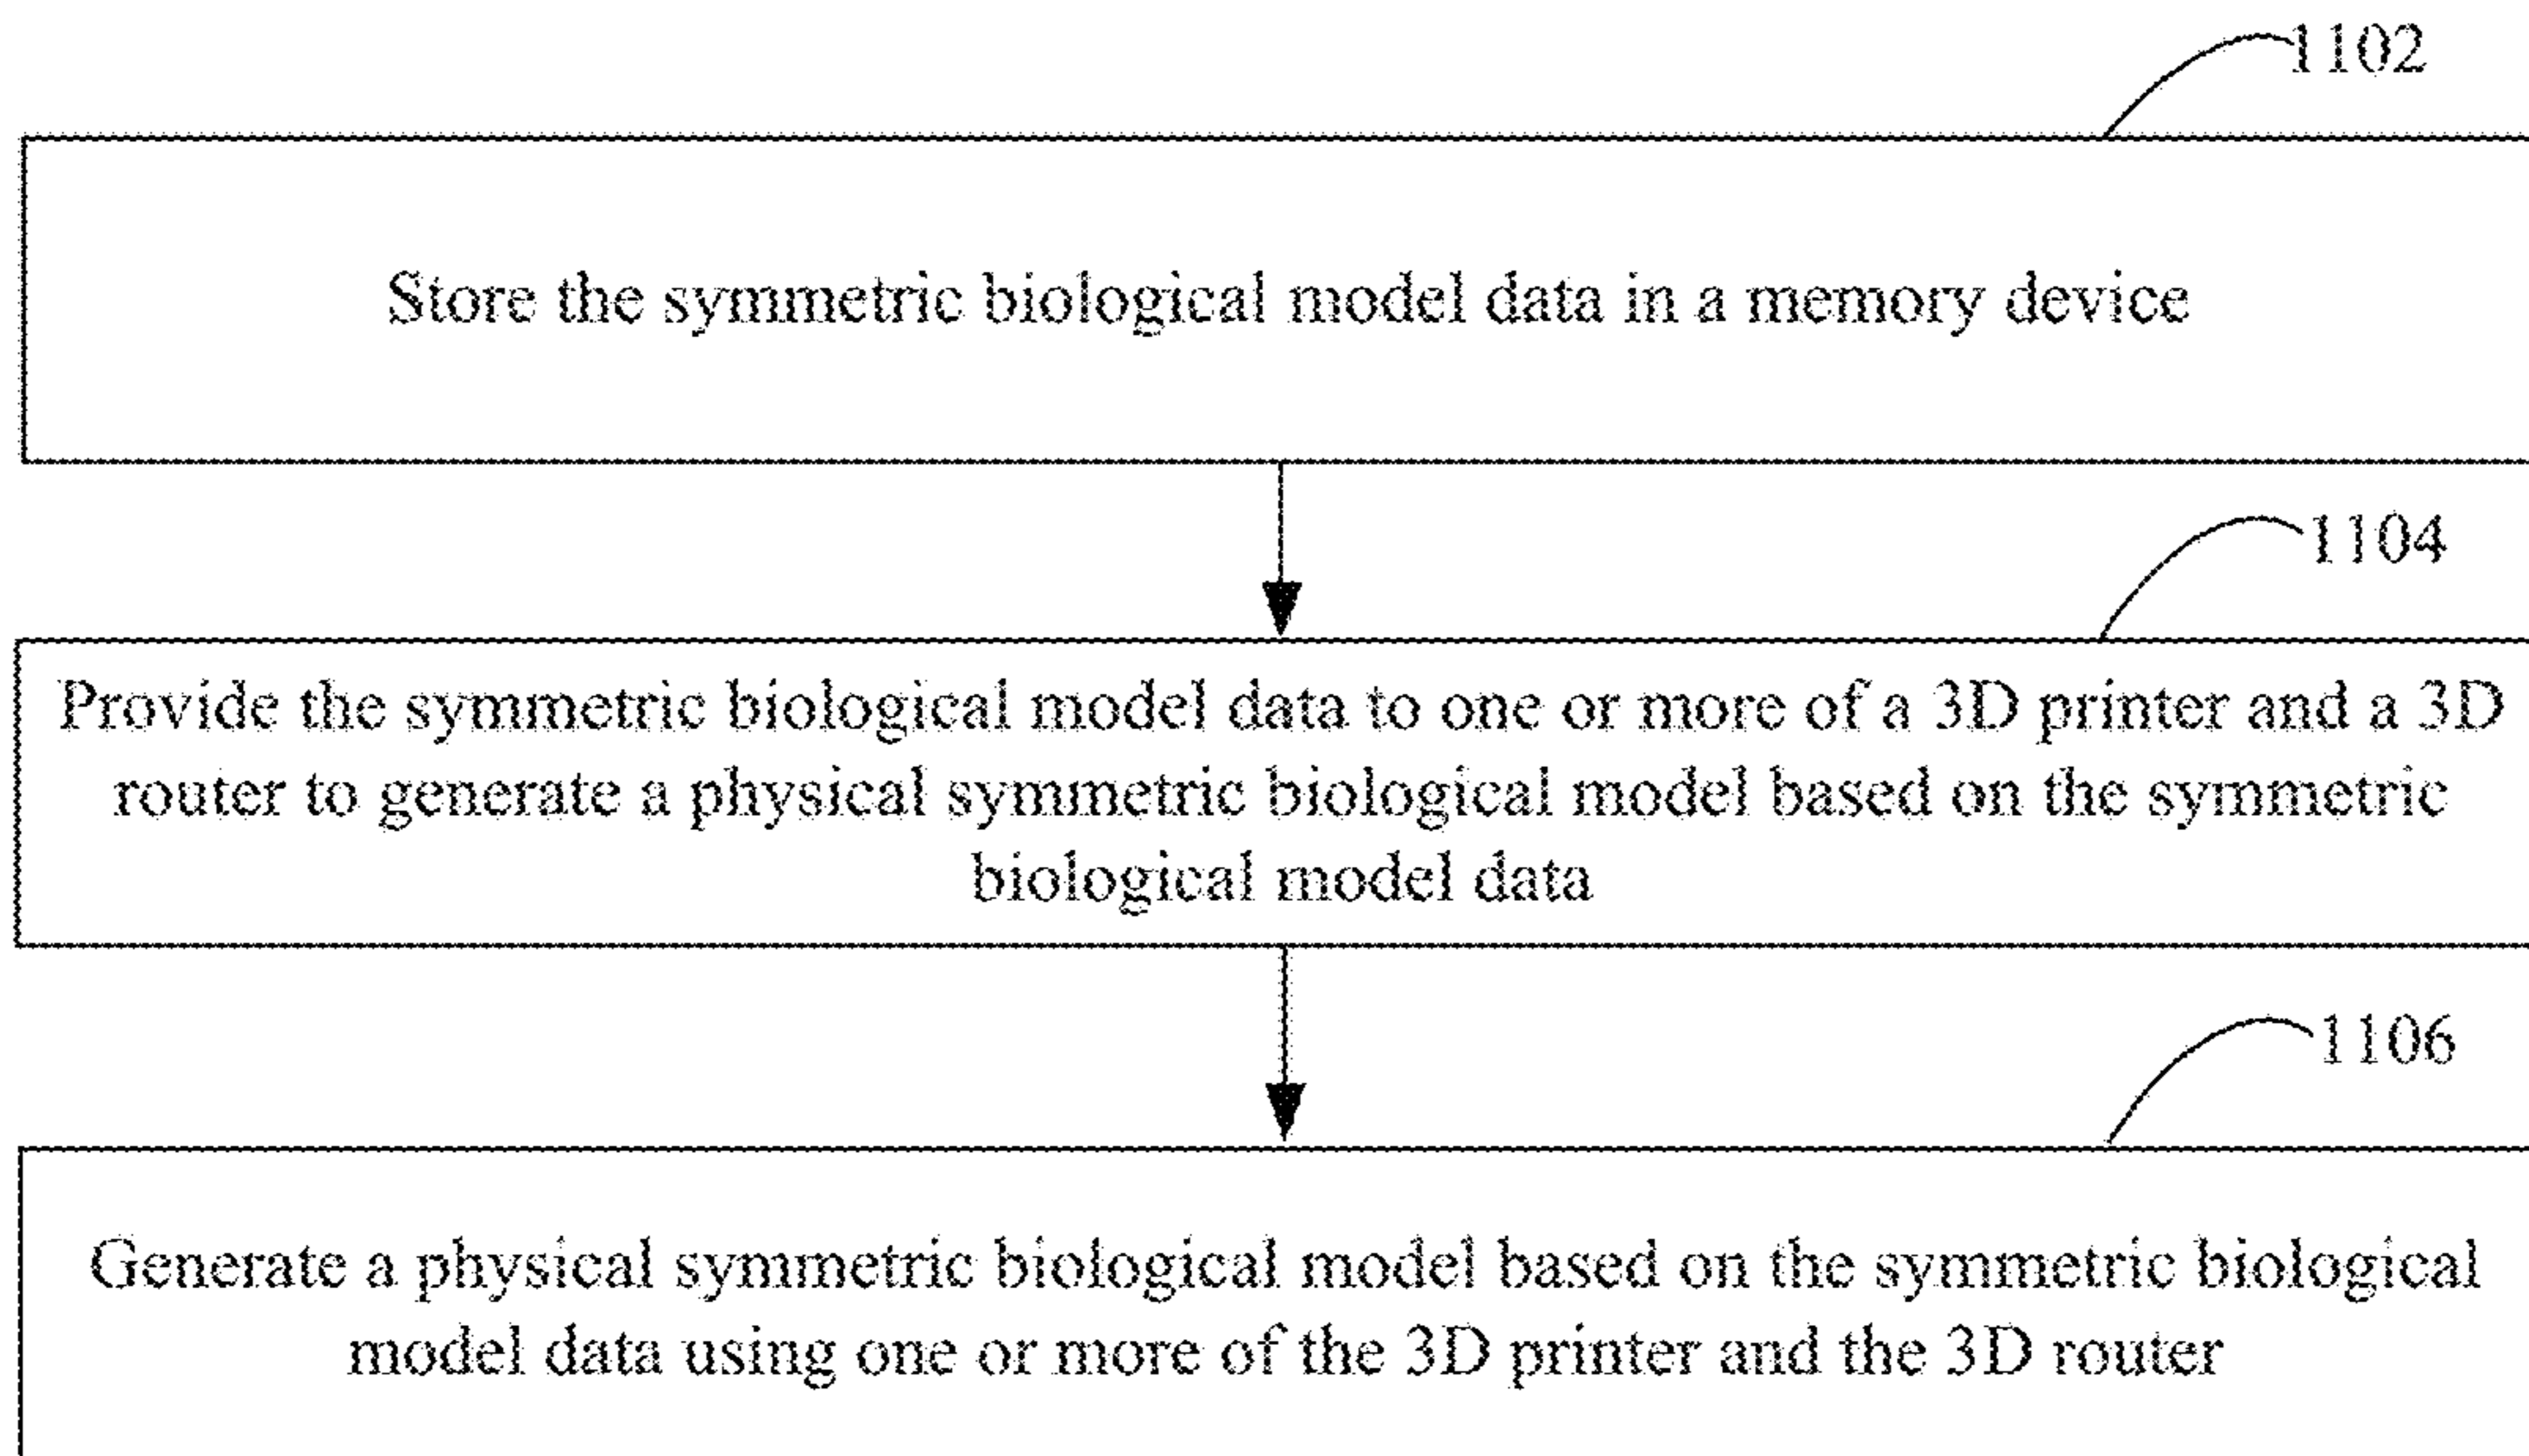 1102
Store the symmetric biological model data in a memory device
1104
Provide the symmetric biological model data to one or more of a 3D printer and a 3D
router to generate a physical symmetric biological model based on the symmetric
biological model data
1106
Generate a physical symmetric biological model based on the symmetric biological
model data using one or more of the 3D printer and the 3D router